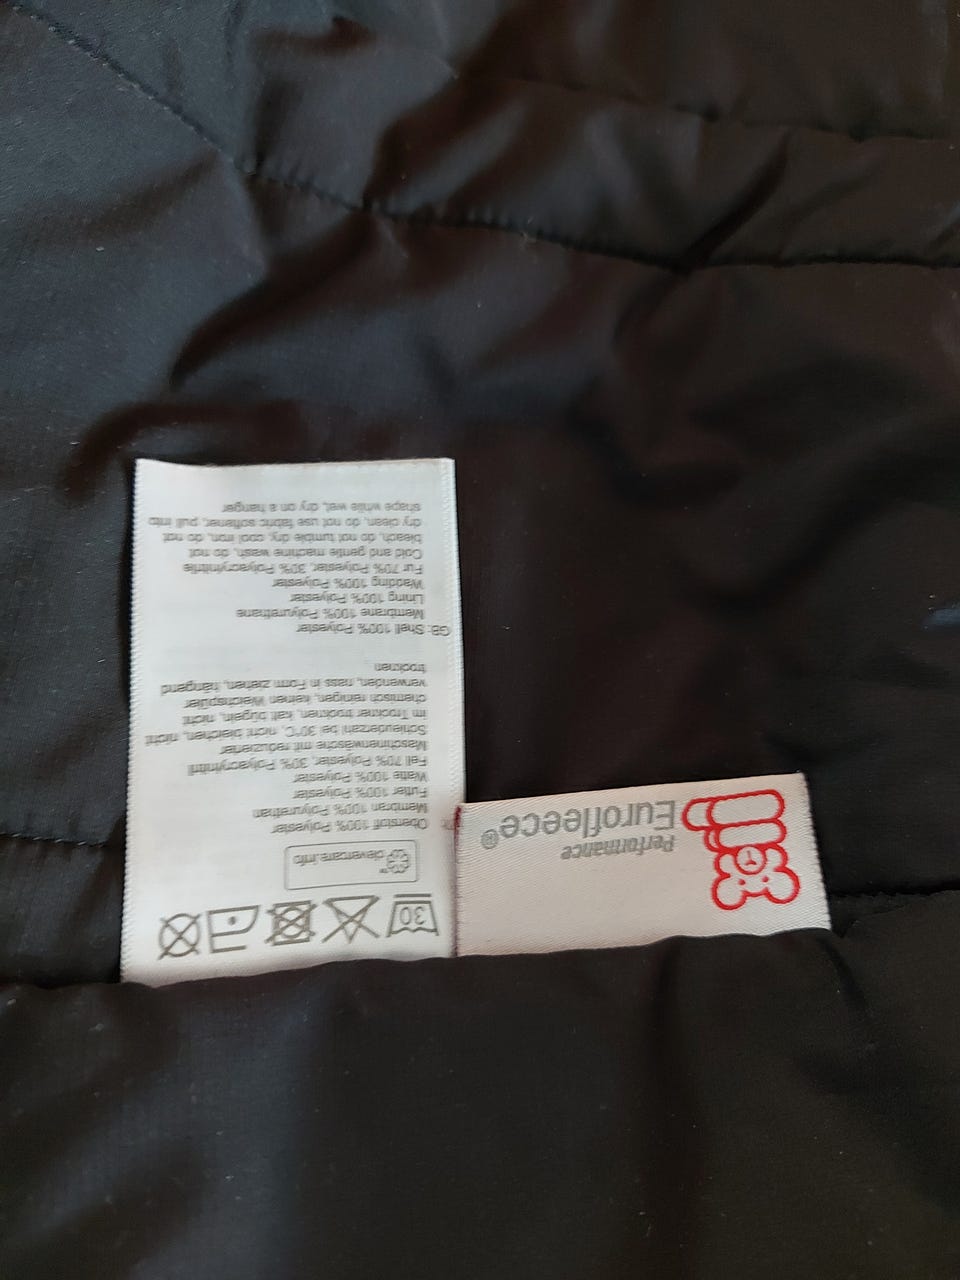 30
clevercare.info
Oberstoff 100% Polyester
Membran 100% Polyurethan
Futter 100% Polyester
Watte 100% Polyester
Fell 70% Polyester, 30% Polyacrylnitril
Maschinenwäsche mit reduzierter
Schleuderzahl bei 30°C, nicht bleichen, nicht
im Trockner trocknen, kalt bügeln, nicht
chemisch reinigen, keinen Weichspüler
verwenden, nass in Form ziehen, hängend
trocknen
GB: Shell 100% Polyester
Membrane 100% Polyurethane
Lining 100% Polyester
Wadding 100% Polyester
Fur 70% Polyester, 30% Polyacrylnitrile
Cold and gentle machine wash, do not
bleach, do not tumble dry, cool iron, do not
dry clean, do not use fabric softener, pull into
shape while wet, dry on a hanger
Performance
Eurofleece®